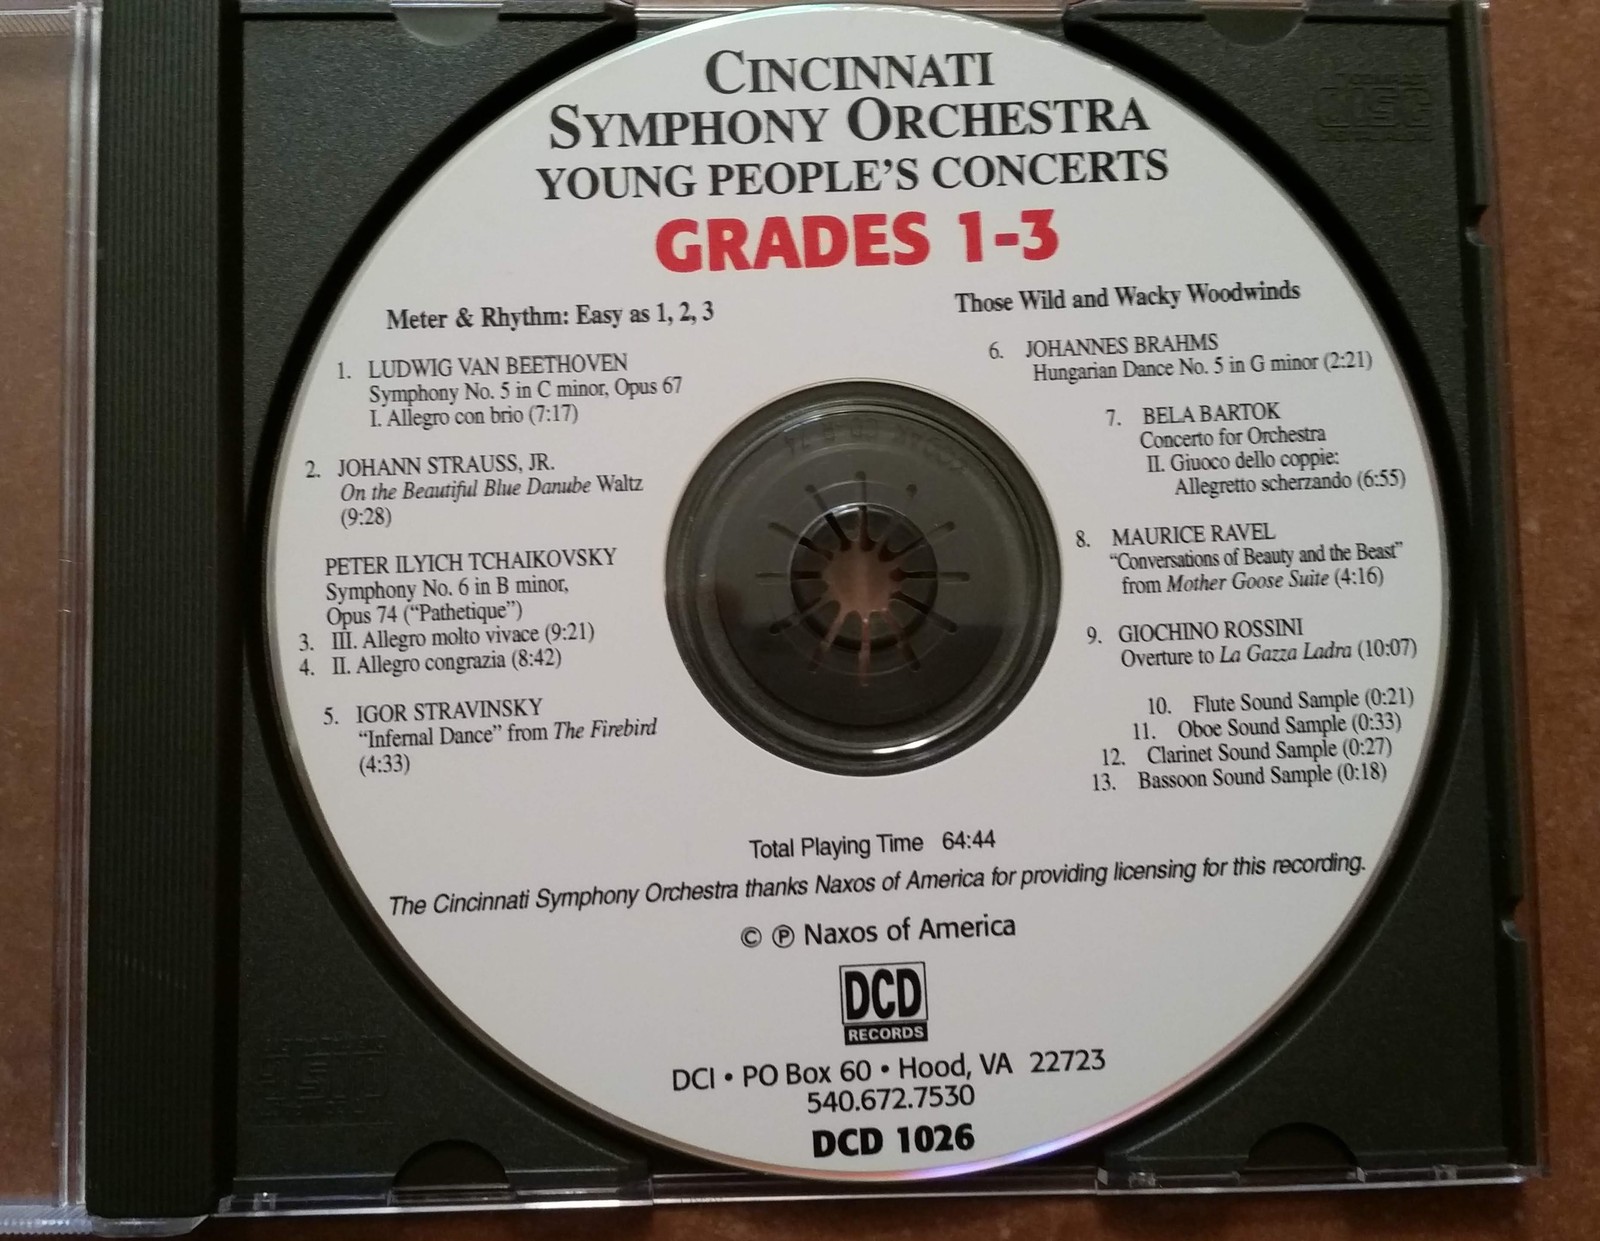 CINCINNATI
SYMPHONY ORCHESTRA
YOUNG PEOPLE'S CONCERTS
GRADES 1-3
Meter & Rhythm: Easy as 1, 2, 3
1. LUDWIG VAN BEETHOVEN
Symphony No. 5 in C minor, Opus 67
I. Allegro con brio (7:17)
2. JOHANN STRAUSS, JR.
On the Beautiful Blue Danube Waltz
(9:28)
PETER ILYICH TCHAIKOVSKY
Symphony No. 6 in B minor,
Opus 74 ("Pathetique")
3. III. Allegro molto vivace (9:21)
4. II. Allegro congrazia (8:42)
5. IGOR STRAVINSKY
"Infernal Dance" from The Firebird
(4:33)
Those Wild and Wacky Woodwinds
6. JOHANNES BRAHMS
Hungarian Dance No. 5 in G minor (2:21)
7. BELA BARTOK
Concerto for Orchestra
II. Giuoco dello coppie:
Allegretto scherzando (6:55)
8. MAURICE RAVEL
"Conversations of Beauty and the Beast"
from Mother Goose Suite (4:16)
9. GIOCHINO ROSSINI
Overture to La Gazza Ladra (10:07)
10. Flute Sound Sample (0:21)
11. Oboe Sound Sample (0:33)
12. Clarinet Sound Sample (0:27)
13. Bassoon Sound Sample (0:18)
Total Playing Time 64:44
The Cincinnati Symphony Orchestra thanks Naxos of America for providing licensing for this recording.
© ℗ Naxos of America
DCD
RECORDS
DCI • PO Box 60 • Hood, VA 22723
540.672.7530
DCD 1026